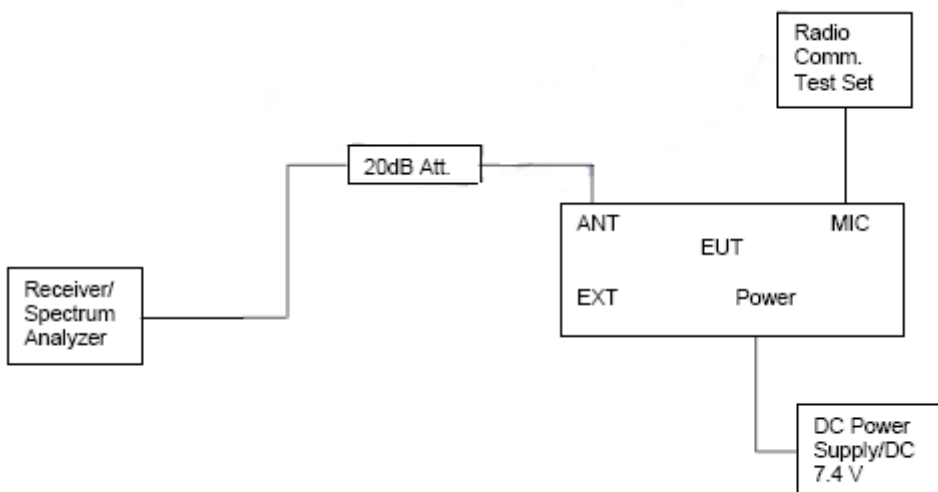 Radio
Comm.
Test Set
20dB Att.
ANT
MIC
EUT
EXT
Power
Receiver/
Spectrum
Analyzer
DC Power
Supply/DC
7.4 V